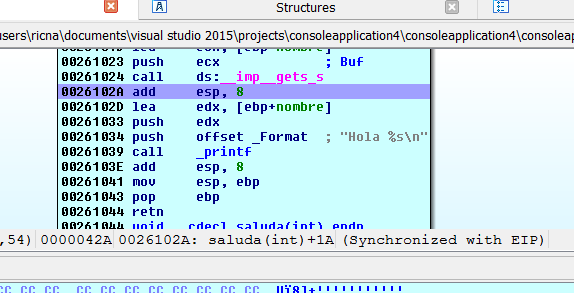 Structures
users\ricna\documents\visual studio 2015\projects\consoleapplication4\consoleapplication4\consoleap
00261023 push ecx ; Buf
00261024 call ds:__imp__gets_s
0026102A add esp, 8
0026102D lea edx, [ebp+nombre]
00261033 push edx
00261034 push offset _Format ; "Hola %s\n"
00261039 call _printf
0026103E add esp, 8
00261041 mov esp, ebp
00261043 pop ebp
00261044 retn
,54) 0000042A 0026102A: saluda(int)+1A (Synchronized with EIP)